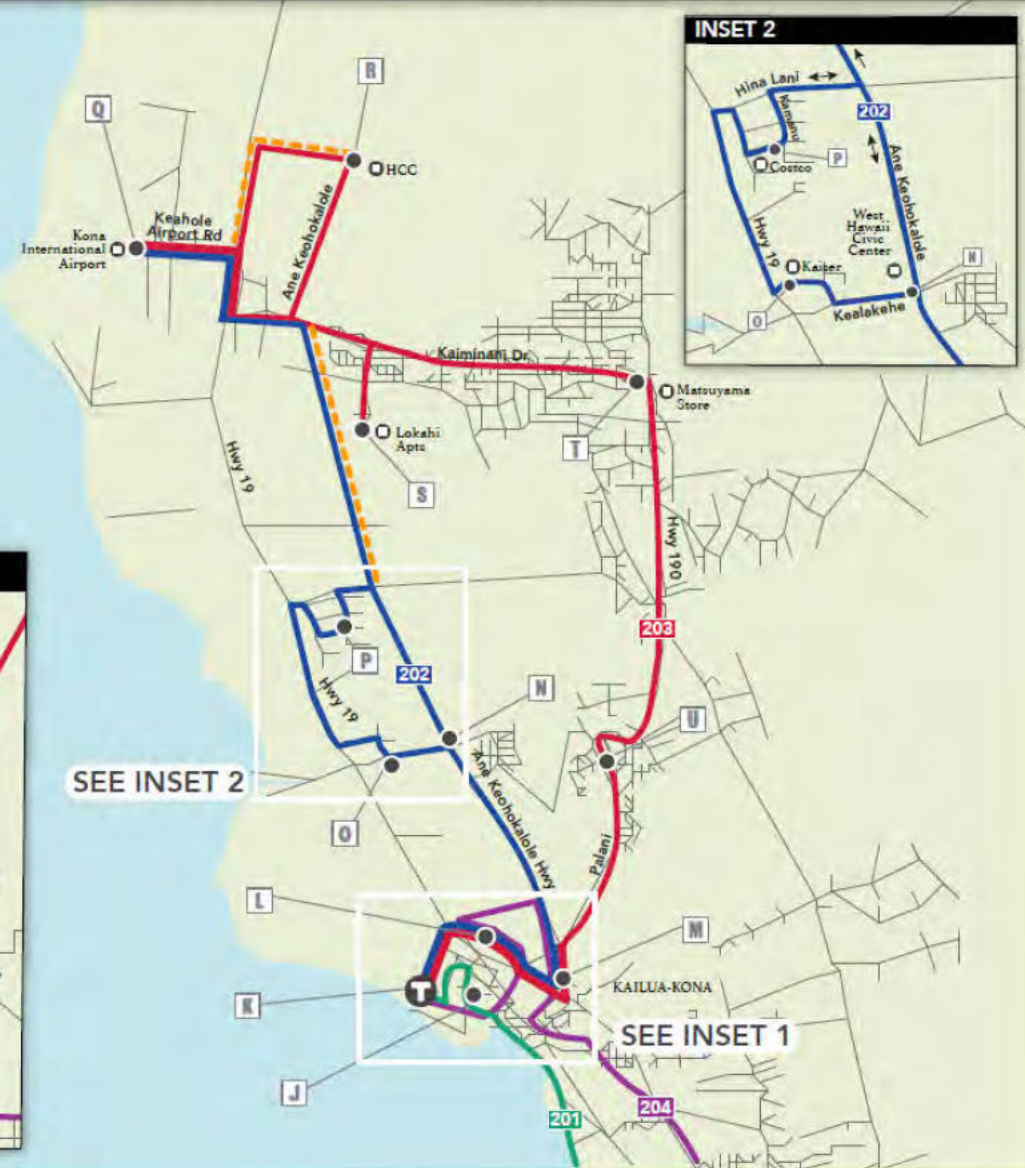 INSET 2
Hina Lani
Kamanu
202
P
Costco
Ane Keohokalole
West
Hawaii
Civic
Center
N
Hwy 19
Kaiser
O
Kealakehe
R
Q
HCC
Keahole
Airport Rd
Kona
International
Airport
Ane Keohokalole
Kaiminani Dr
Matsuyama
Store
Lokahi
Apts
T
S
Hwy 19
Hwy 190
203
P
202
N
Hwy 19
U
SEE INSET 2
Ane Keohokalole Hwy
O
Palani
L
M
T
K
KAILUA-KONA
SEE INSET 1
J
204
201